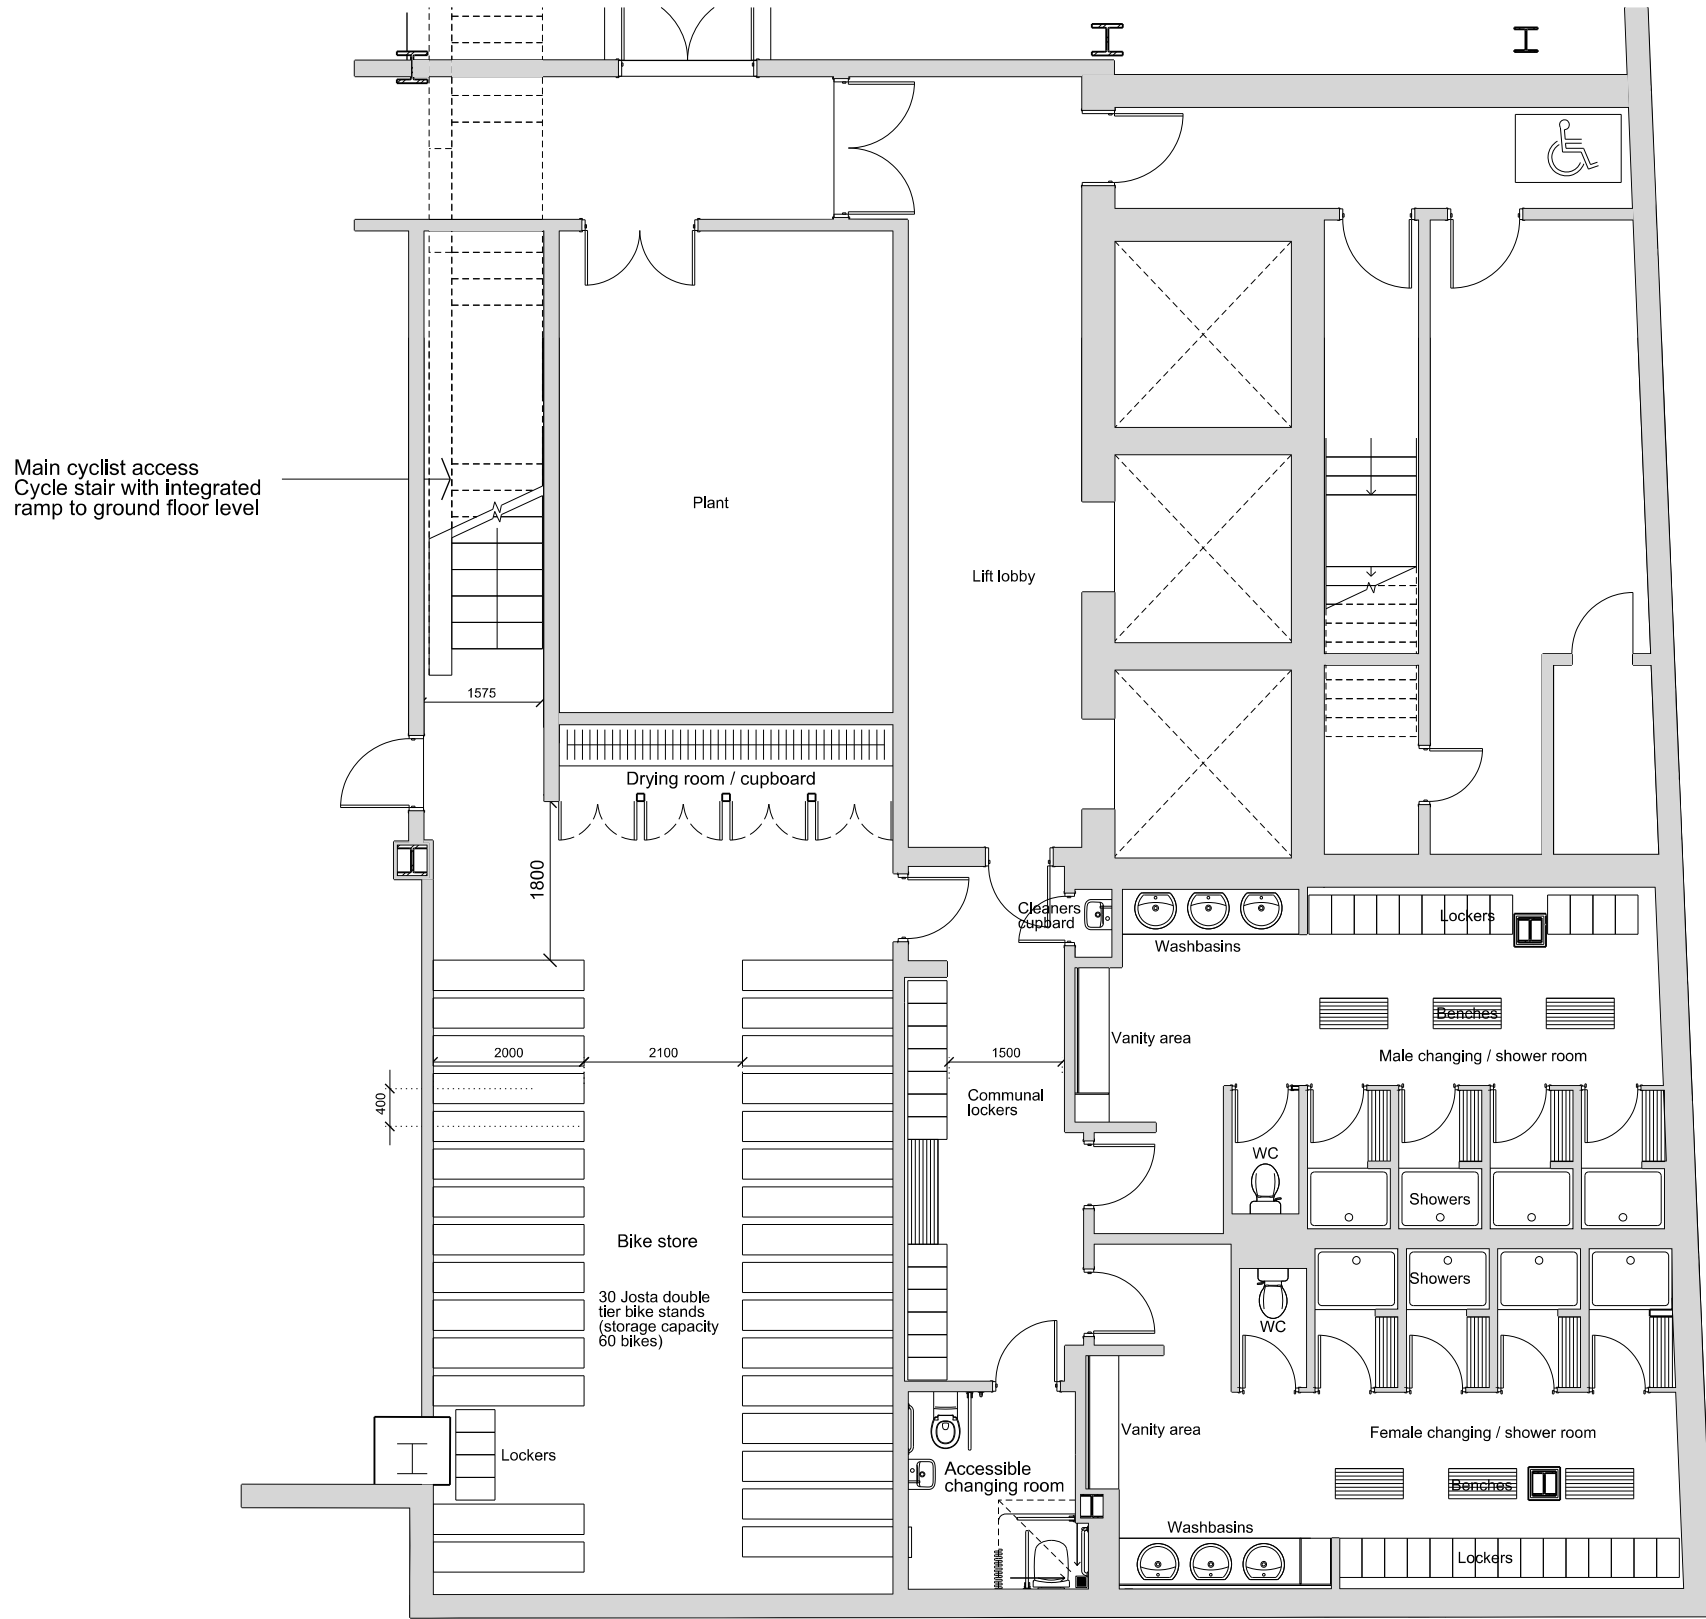 Main cyclist access
Cycle stair with integrated
ramp to ground floor level
Plant
Lift lobby
1575
Drying room / cupboard
1800
Cleaners
cupbard
Washbasins
Lockers
Benches
Vanity area
Male changing / shower room
2000
2100
1500
400
Communal
lockers
WC
Showers
Bike store
30 Josta double
tier bike stands
(storage capacity
60 bikes)
Showers
WC
Lockers
Accessible
changing room
Vanity area
Female changing / shower room
Benches
Washbasins
Lockers